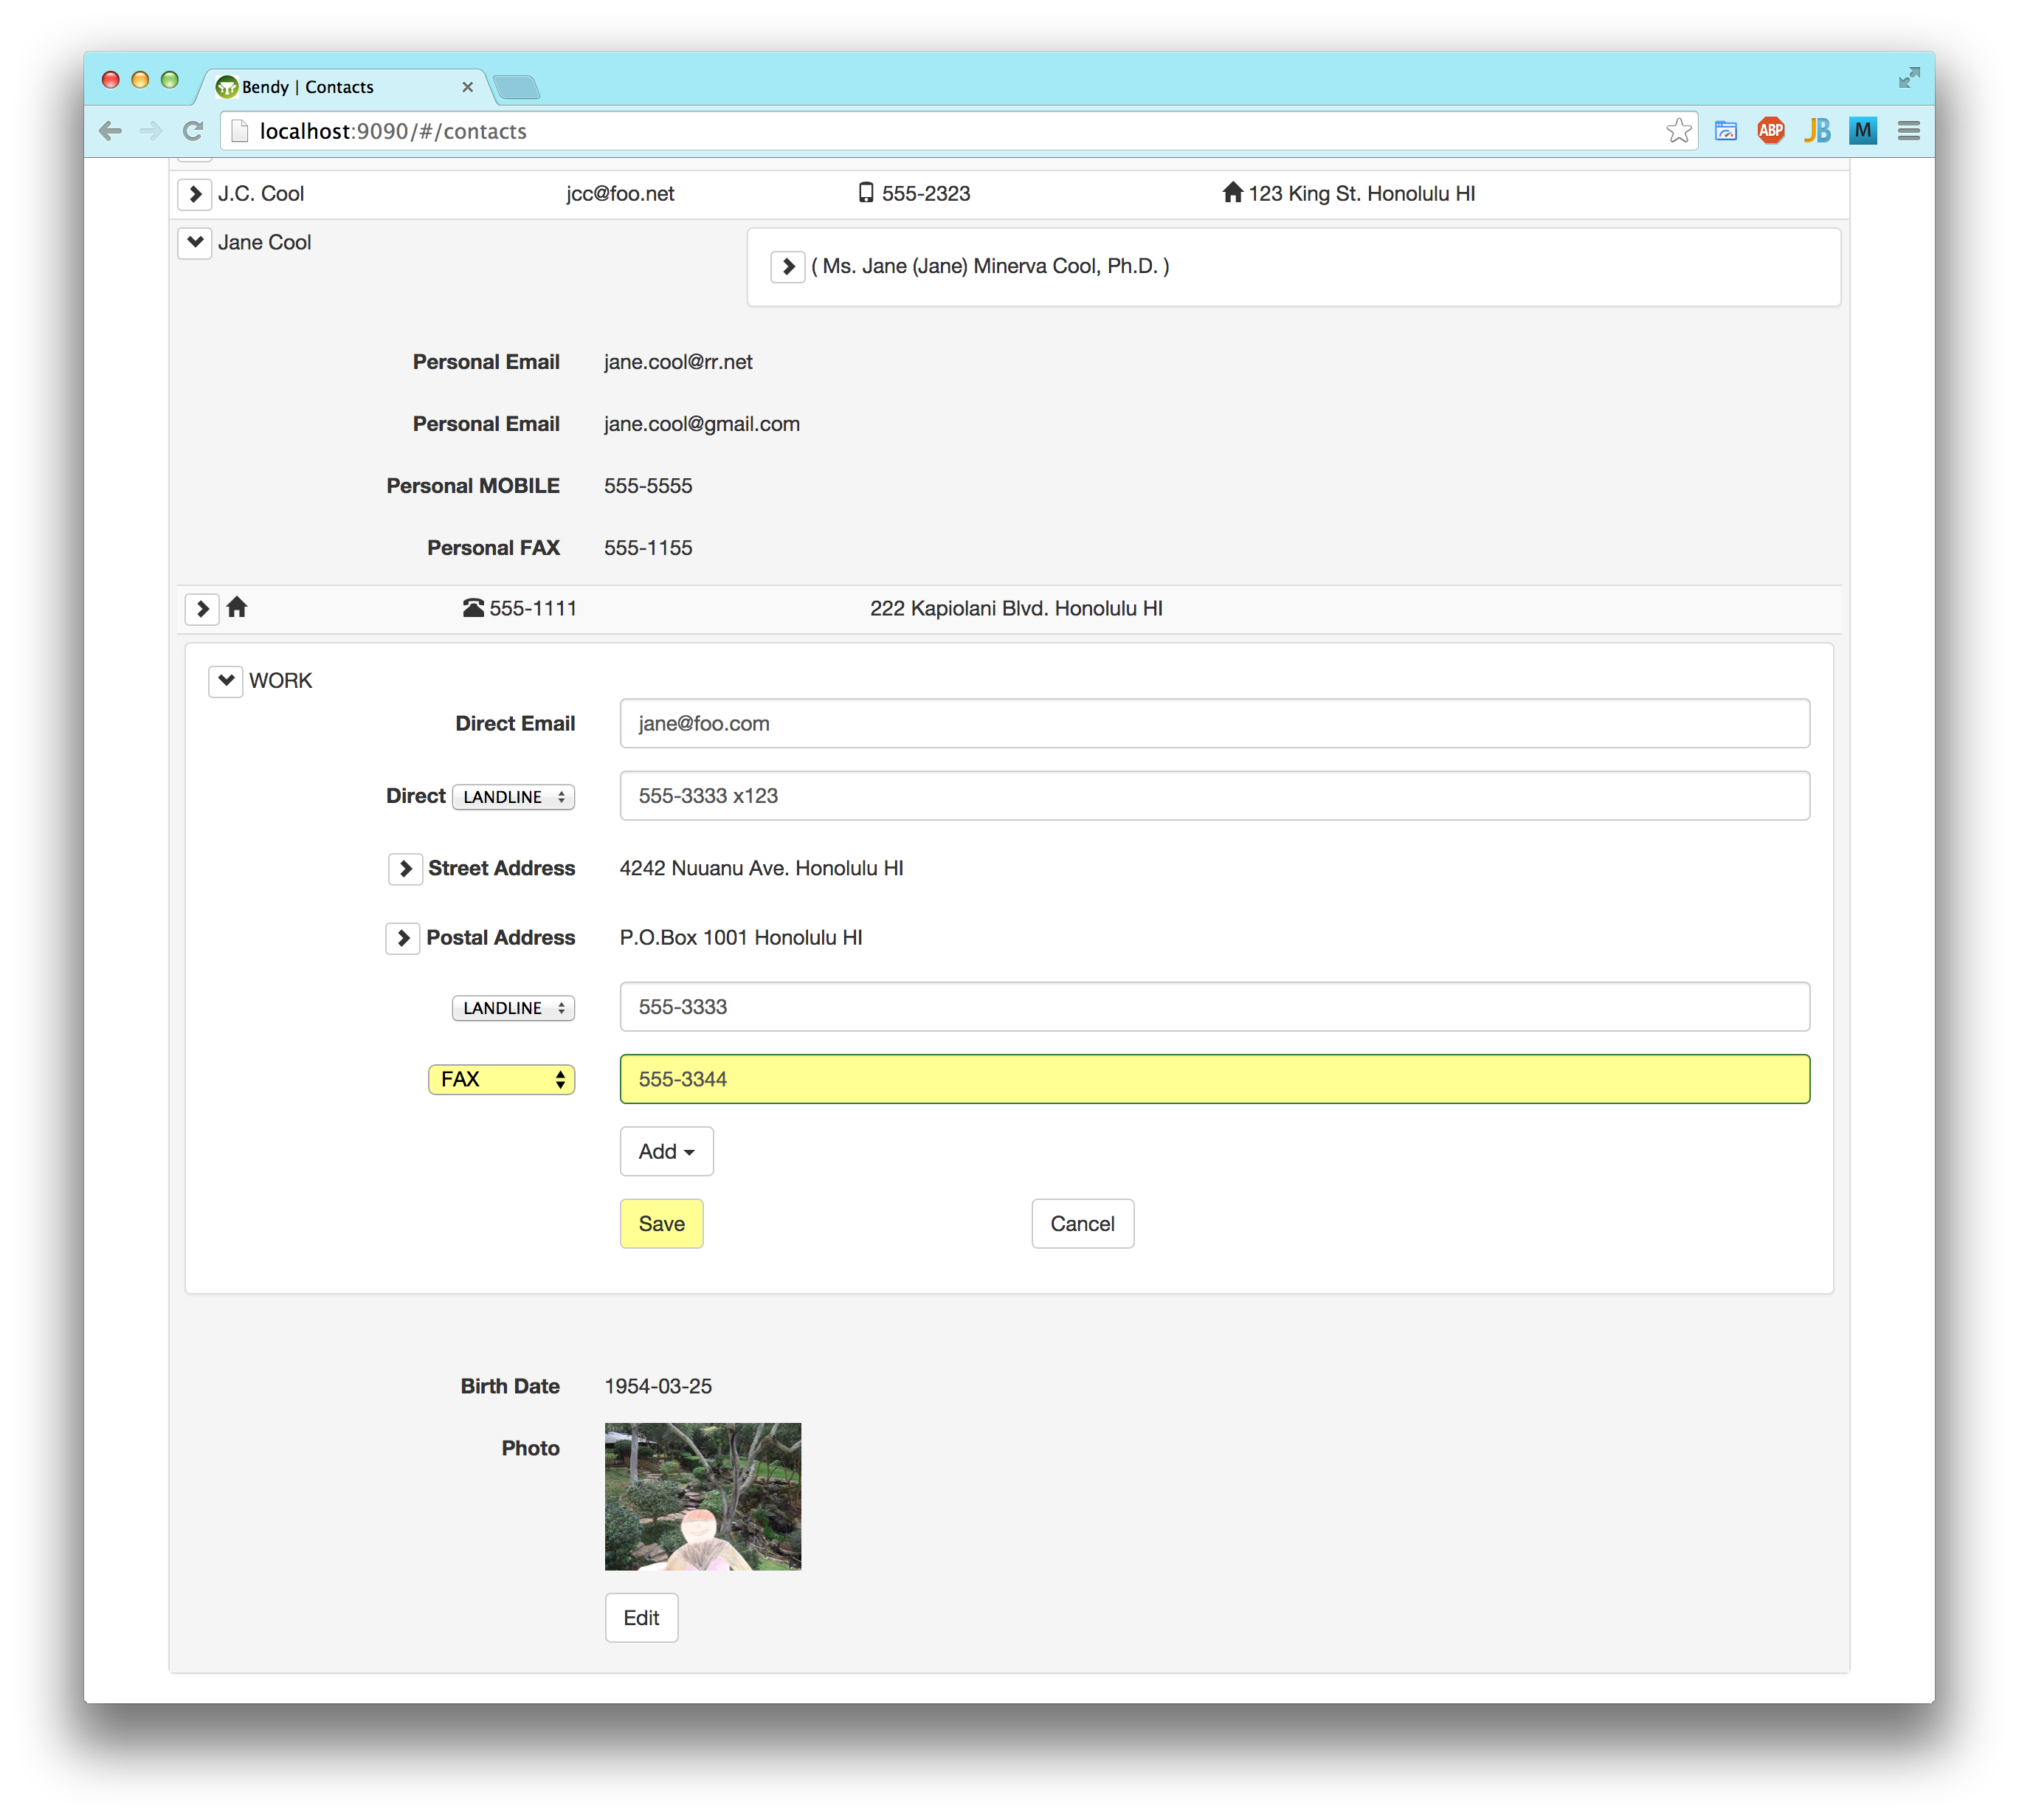 Bendy | Contacts
localhost:9090/#/contacts
ABP
JB
M
J.C. Cool jcc@foo.net 555-2323 123 King St. Honolulu HI
Jane Cool
( Ms. Jane (Jane) Minerva Cool, Ph.D. )
Personal Email jane.cool@rr.net
Personal Email jane.cool@gmail.com
Personal MOBILE 555-5555
Personal FAX 555-1155
555-1111 222 Kapiolani Blvd. Honolulu HI
WORK
Direct Email jane@foo.com
Direct LANDLINE 555-3333 x123
Street Address 4242 Nuuanu Ave. Honolulu HI
Postal Address P.O.Box 1001 Honolulu HI
LANDLINE 555-3333
FAX 555-3344
Add
Save Cancel
Birth Date 1954-03-25
Photo
Edit